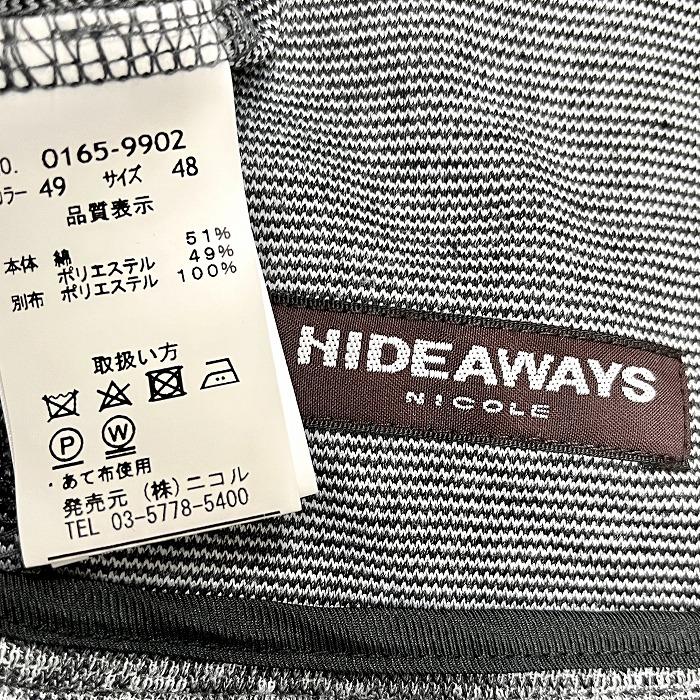 O. 0165-9902
カラー 49 サイズ 48
品質表示
本体 綿 51%
ポリエステル 49%
別布 ポリエステル 100%
取扱い方
P W
・あて布使用
発売元 (株)ニコル
TEL 03-5778-5400
HIDEAWAYS
NICOLE